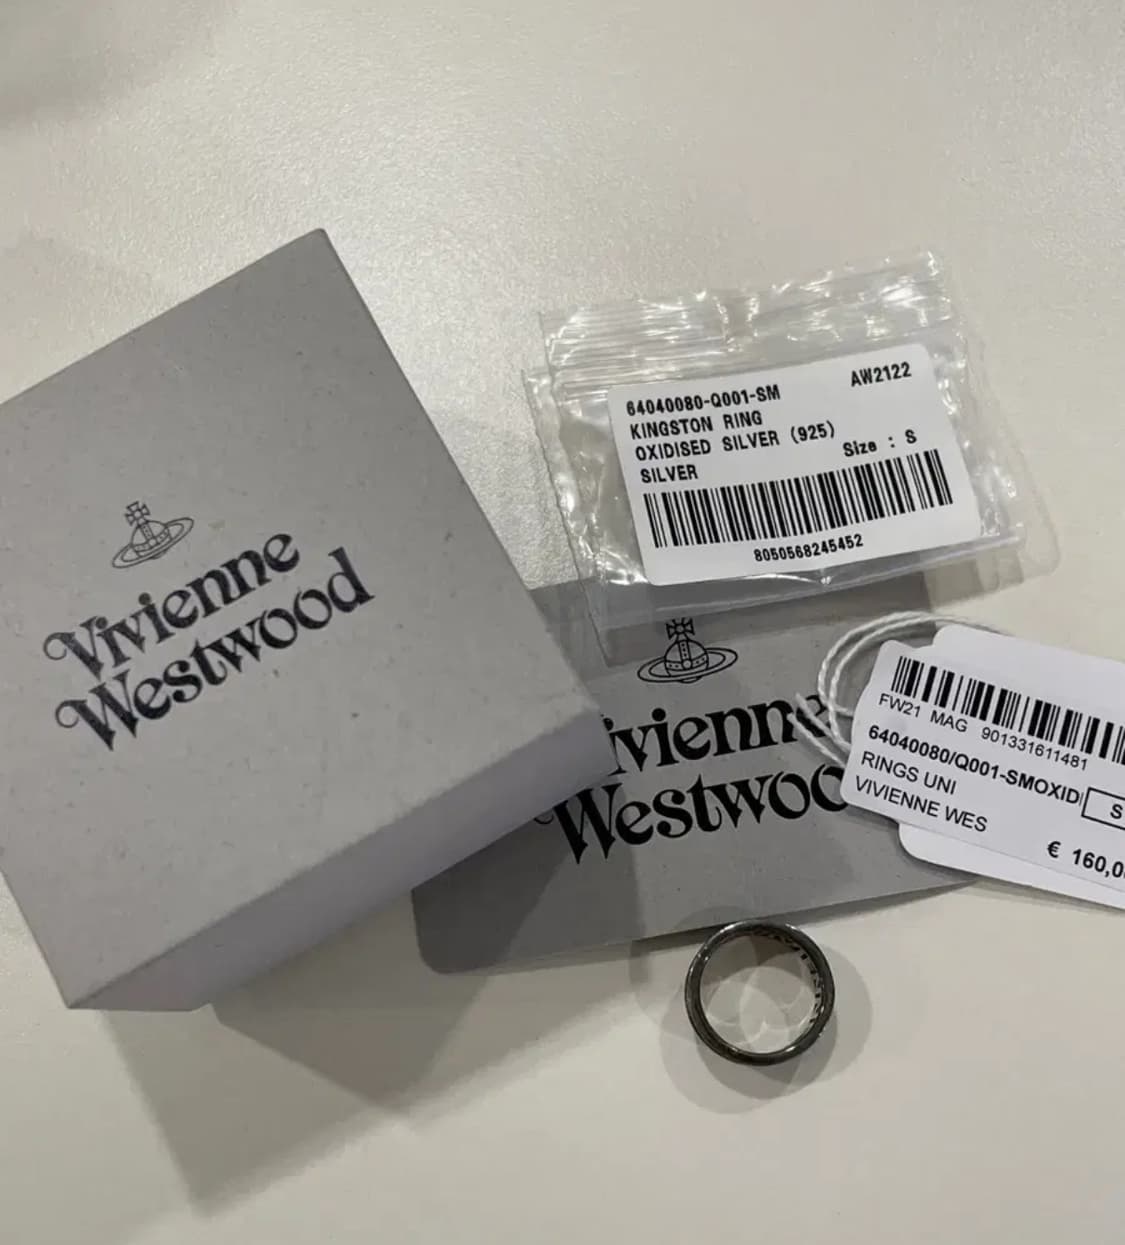 Vivienne
Westwood
64040080-Q001-SM
AW2122
KINGSTON RING
OXIDISED SILVER (925)
SILVER
Size : S
8050568245452
Vivienne
Westwood
FW21 MAG 901331611481
64040080/Q001-SMOXID
S
RINGS UNI
VIVIENNE WES
€ 160,0